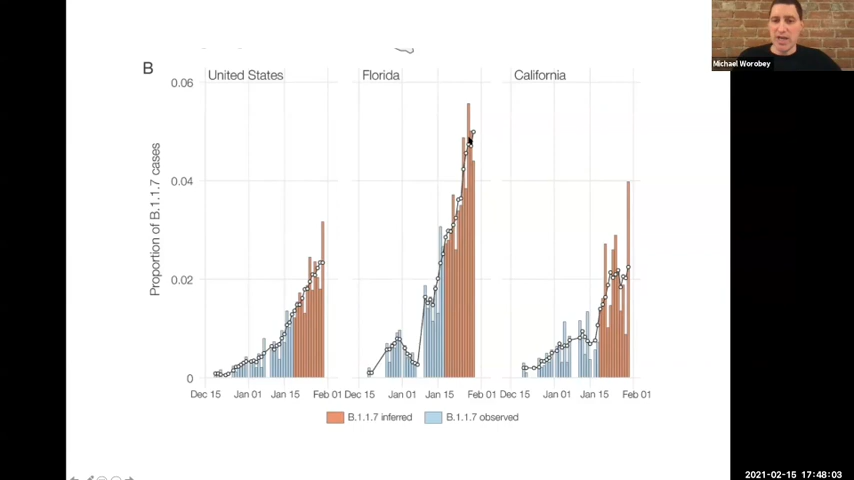 Michael Worobey
B
United States
Florida
California
0.06
0.04
0.02
0
Proportion of B.1.1.7 cases
Dec 15 Jan 01 Jan 15 Feb 01
Dec 15 Jan 01 Jan 15 Feb 01
Dec 15 Jan 01 Jan 15 Feb 01
B.1.1.7 inferred
B.1.1.7 observed
2021-02-15 17:48:03